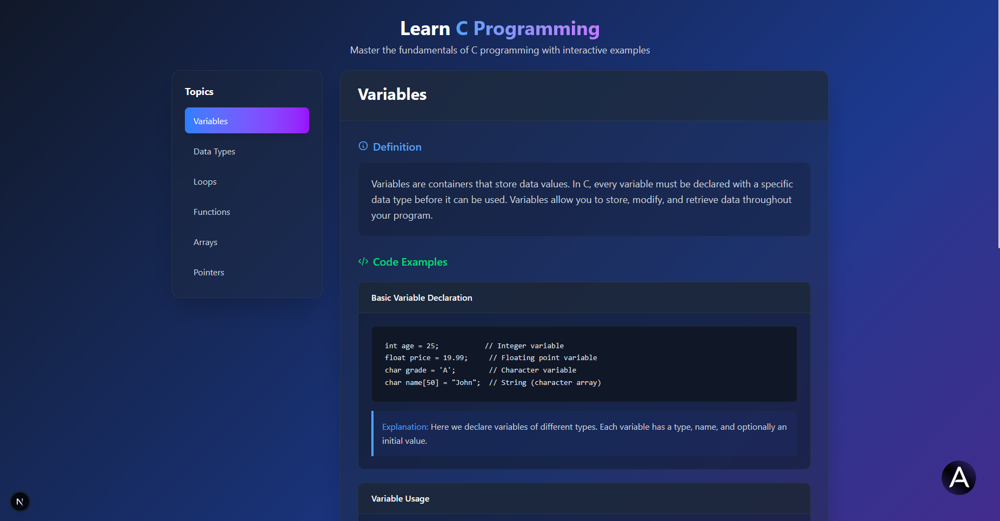 Learn C Programming
Master the fundamentals of C programming with interactive examples
Topics
Variables
Data Types
Loops
Functions
Arrays
Pointers
Variables
Definition
Variables are containers that store data values. In C, every variable must be declared with a specific
data type before it can be used. Variables allow you to store, modify, and retrieve data throughout
your program.
</> Code Examples
Basic Variable Declaration
int age = 25;           // Integer variable
float price = 19.99;     // Floating point variable
char grade = 'A';        // Character variable
char name[50] = "John";  // String (character array)
Explanation: Here we declare variables of different types. Each variable has a type, name, and optionally an
initial value.
Variable Usage
N
A